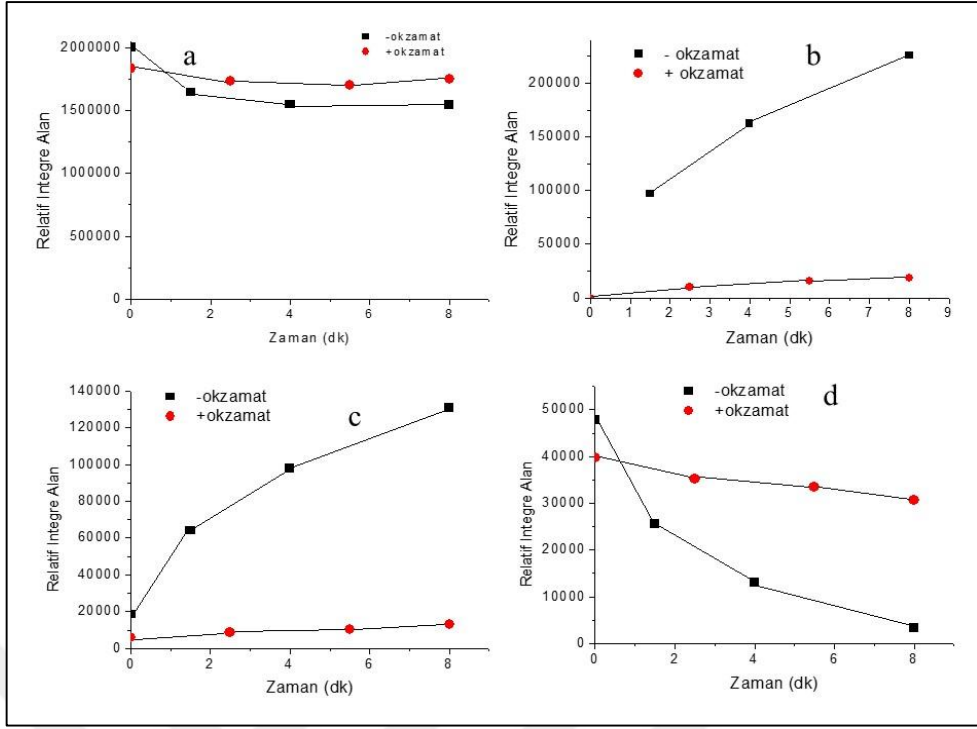 a
-okzamat
+okzamat
2000000
1500000
1000000
500000
0
Relatif Integre Alan
0
2
4
6
8
Zaman (dk)
b
- okzamat
+ okzamat
200000
150000
100000
50000
0
Relatif Integre Alan
0 1 2 3 4 5 6 7 8 9
Zaman (dk)
c
-okzamat
+okzamat
140000
120000
100000
80000
60000
40000
20000
0
Relatif Integre Alan
0 2 4 6 8
Zaman (dk)
d
-okzamat
+okzamat
50000
40000
30000
20000
10000
0
Relatif Integre Alan
0 2 4 6 8
Zaman (dk)